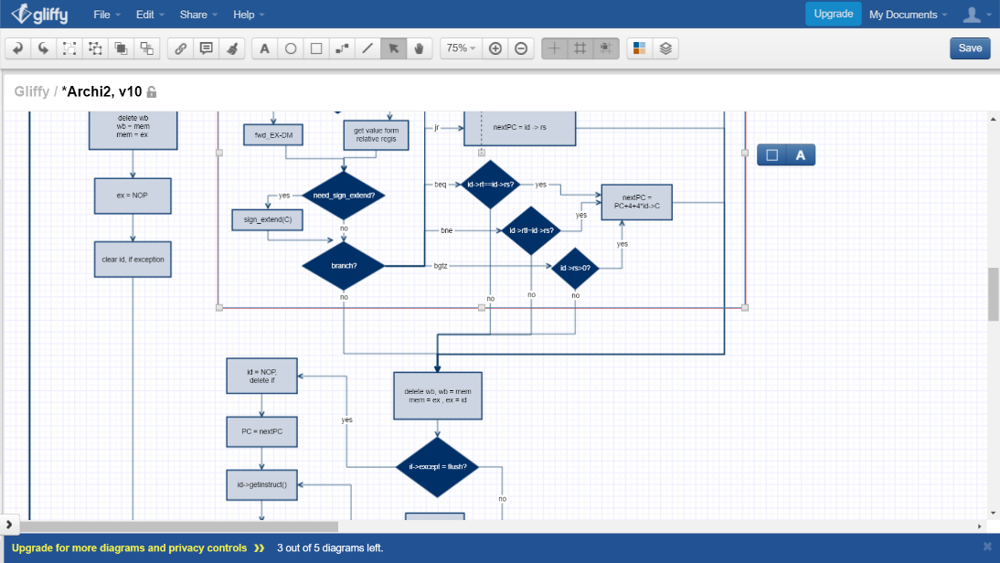 gliffy
File
Edit
Share
Help
Upgrade
My Documents
A
75%
Save
Gliffy / *Archi2, v10
A
delete wb
wb = mem
mem = ex
ex = NOP
clear id, if exception
fwd_EX-DM
get value form
relative regis
need_sign_extend?
yes
sign_extend(C)
no
branch?
no
jr
nextPC = id -> rs
beq
id->rt==id->rs?
yes
nextPC =
PC+4+4*id->C
bne
id->rt!=id->rs?
yes
bgtz
id->rs>0?
yes
no
no
no
id = NOP,
delete if
yes
PC = nextPC
id->getinstruct()
delete wb, wb = mem
mem = ex , ex = id
if->except = flush?
no
Upgrade for more diagrams and privacy controls
3 out of 5 diagrams left.